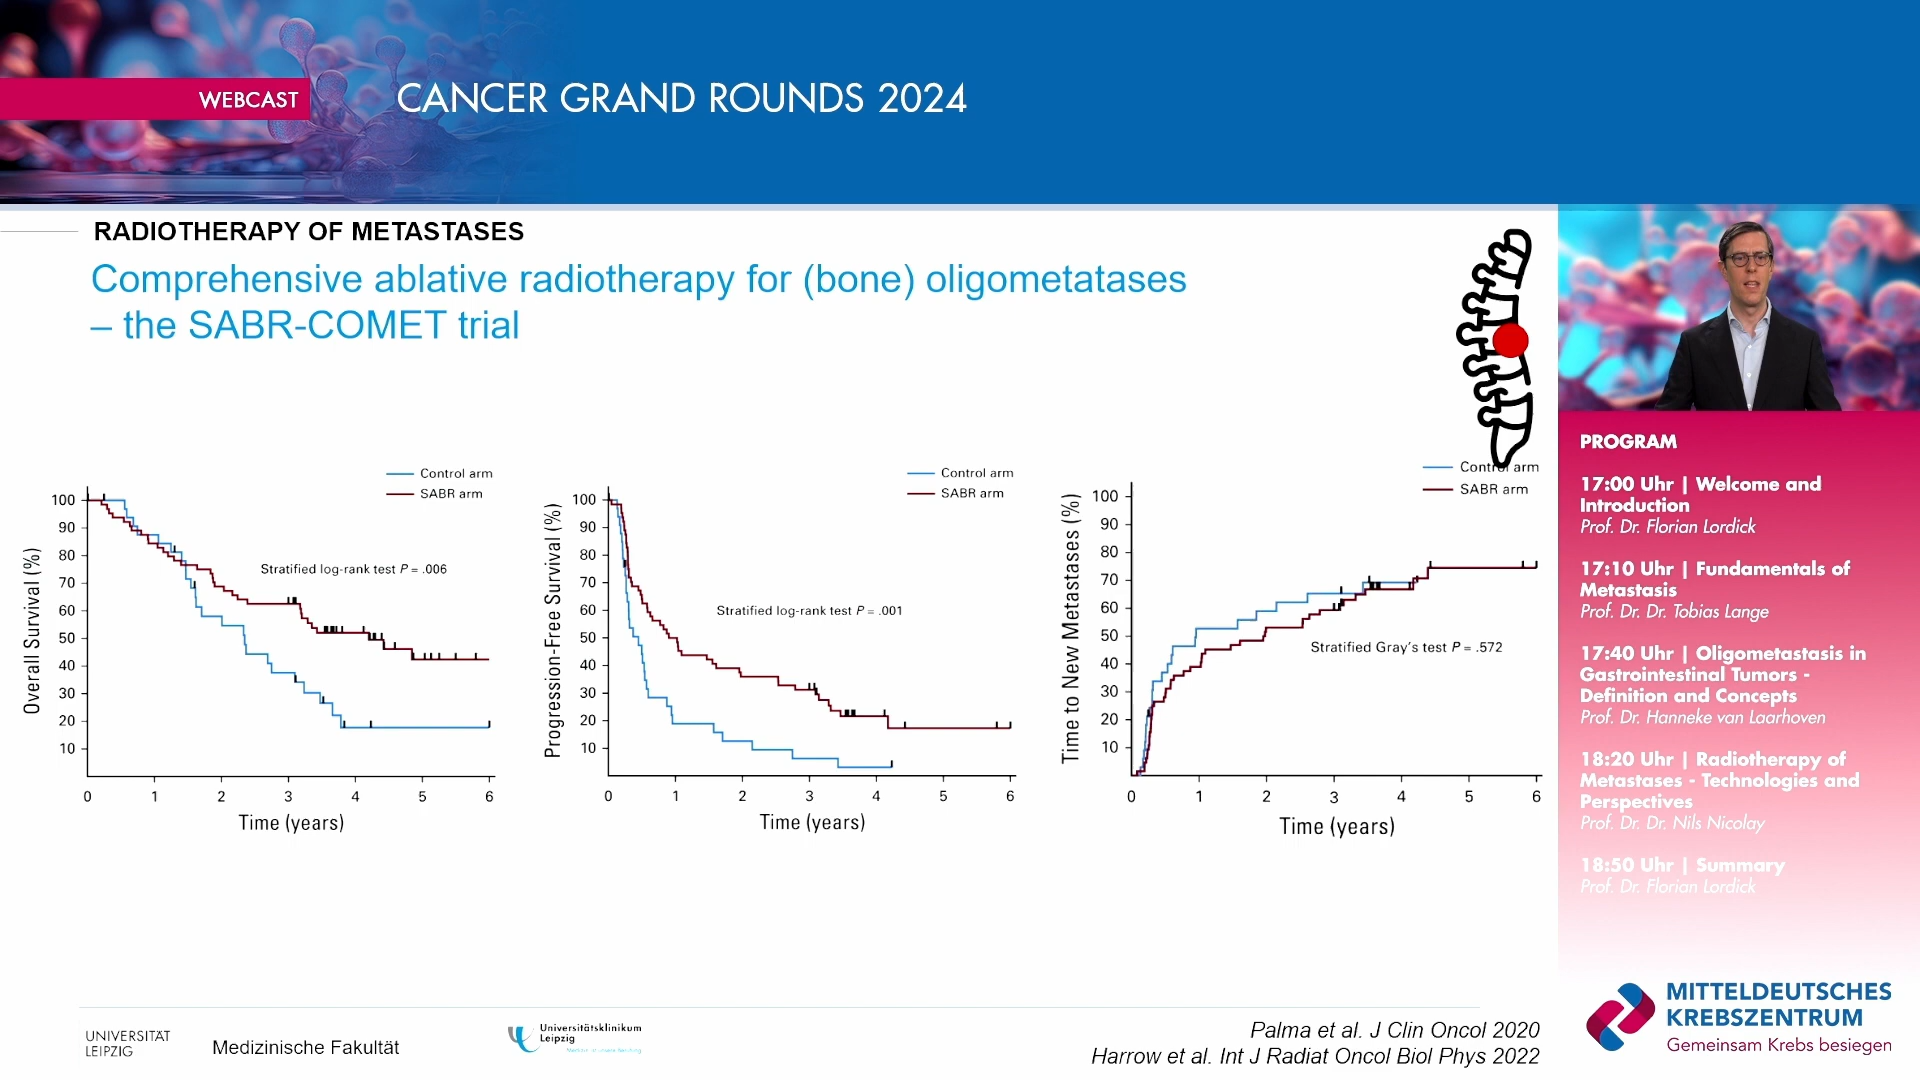 WEBCAST
CANCER GRAND ROUNDS 2024
RADIOTHERAPY OF METASTASES
Comprehensive ablative radiotherapy for (bone) oligometatases
– the SABR-COMET trial
Control arm
SABR arm
Overall Survival (%)
100
90
80
70
60
50
40
30
20
10
Stratified log-rank test P = .006
0 1 2 3 4 5 6
Time (years)
Control arm
SABR arm
Progression-Free Survival (%)
100
90
80
70
60
50
40
30
20
10
Stratified log-rank test P = .001
0 1 2 3 4 5 6
Time (years)
Control arm
SABR arm
Time to New Metastases (%)
100
90
80
70
60
50
40
30
20
10
Stratified Gray's test P = .572
0 1 2 3 4 5 6
Time (years)
PROGRAM
17:00 Uhr | Welcome and
Introduction
Prof. Dr. Florian Lordick
17:10 Uhr | Fundamentals of
Metastasis
Prof. Dr. Dr. Tobias Lange
17:40 Uhr | Oligometastasis in
Gastrointestinal Tumors -
Definition and Concepts
Prof. Dr. Hanneke van Laarhoven
18:20 Uhr | Radiotherapy of
Metastases - Technologies and
Perspectives
Prof. Dr. Dr. Nils Nicolay
18:50 Uhr | Summary
Prof. Dr. Florian Lordick
UNIVERSITÄT
LEIPZIG
Medizinische Fakultät
Universitätsklinikum
Leipzig
Palma et al. J Clin Oncol 2020
Harrow et al. Int J Radiat Oncol Biol Phys 2022
MITTELDEUTSCHES
KREBSZENTRUM
Gemeinsam Krebs besiegen